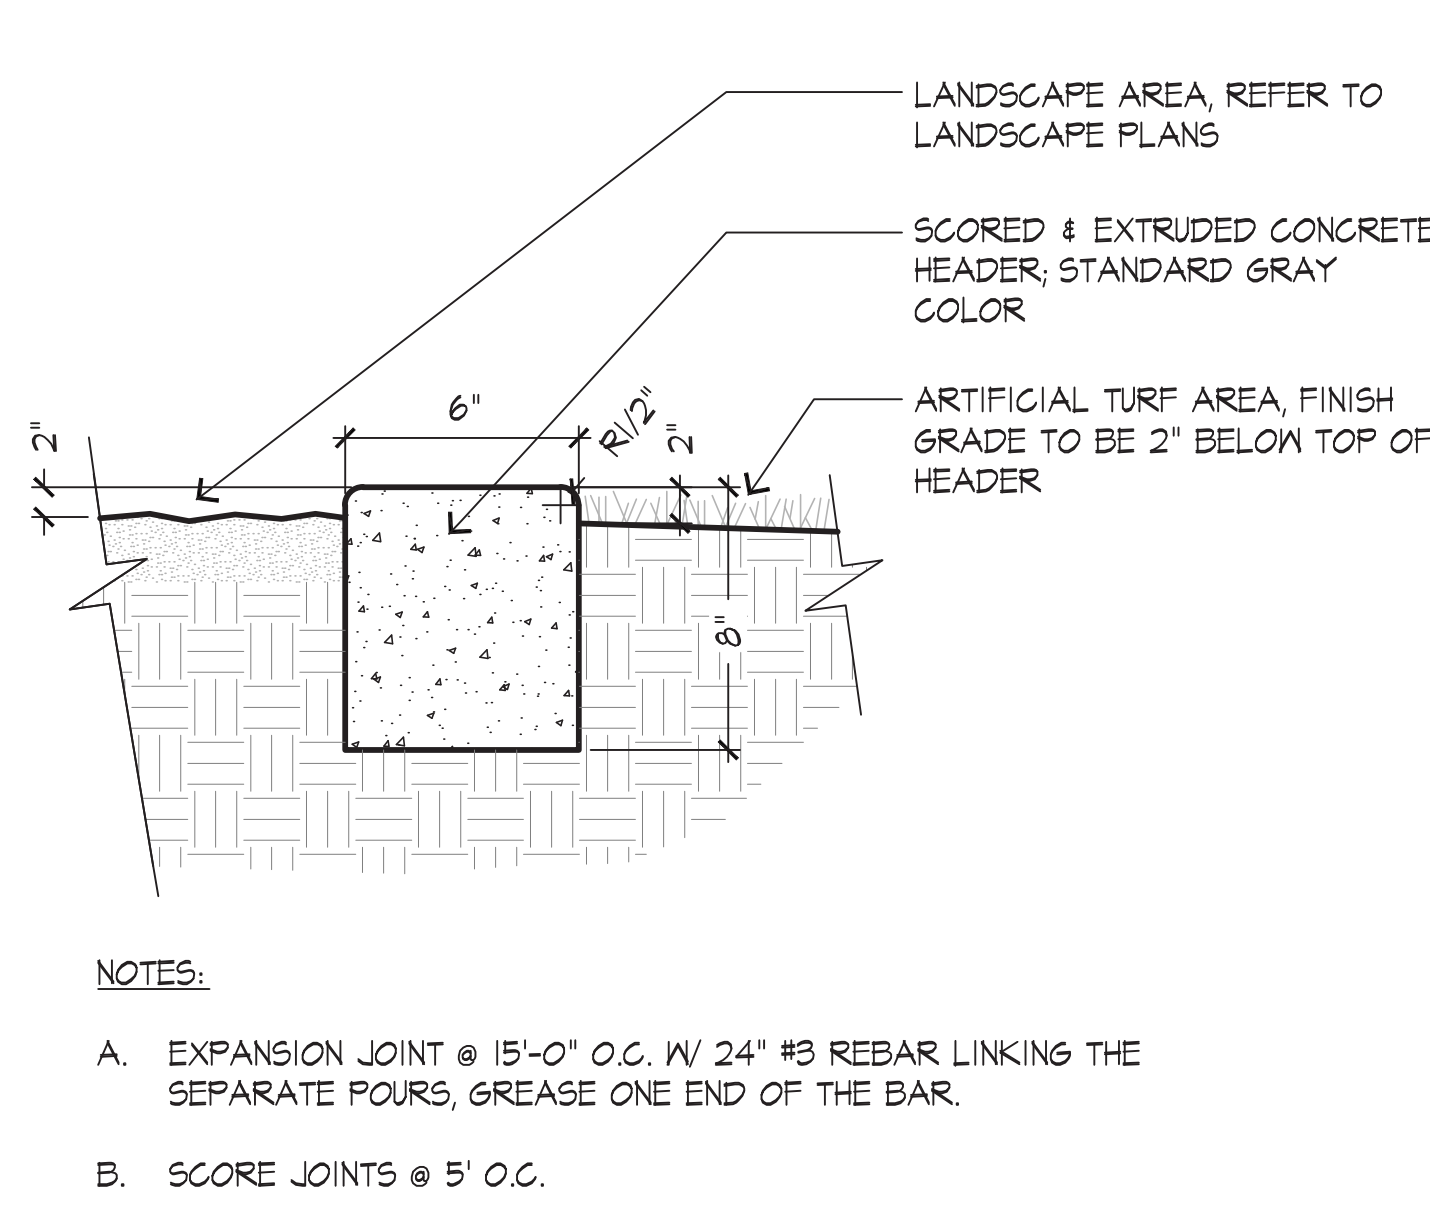 LANDSCAPE AREA, REFER TO
LANDSCAPE PLANS
SCORED & EXTRUDED CONCRETE
HEADER; STANDARD GRAY
COLOR
ARTIFICIAL TURF AREA, FINISH
GRADE TO BE 2" BELOW TOP OF
HEADER
6"
R1/2"
2"
2"
8"
NOTES:
A. EXPANSION JOINT @ 15'-0" O.C. W/ 24" #3 REBAR LINKING THE
SEPARATE POURS, GREASE ONE END OF THE BAR.
B. SCORE JOINTS @ 5' O.C.